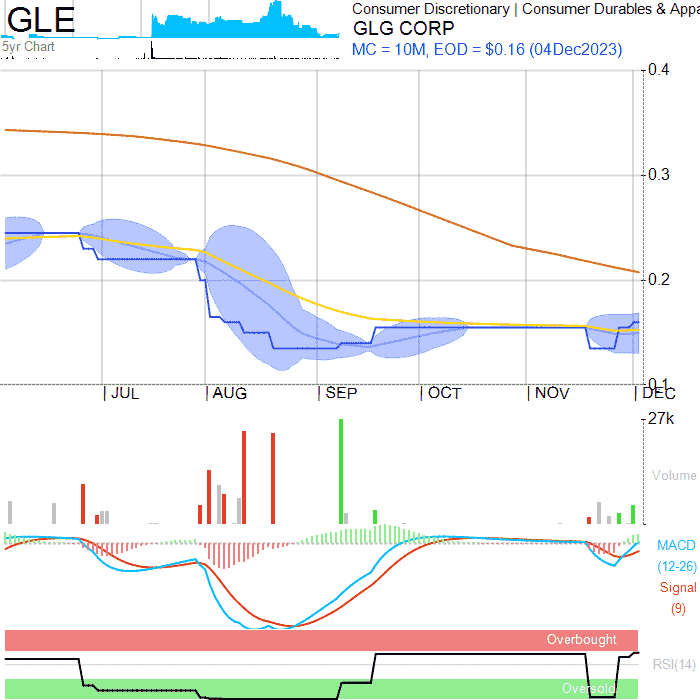 GLE
Consumer Discretionary | Consumer Durables & Appa
GLG CORP
5yr Chart
MC = 10M, EOD = $0.16 (04Dec2023)
0.4
0.3
0.2
0.1
JUL
AUG
SEP
OCT
NOV
DEC
27k
Volume
MACD
(12-26)
Signal
(9)
Overbought
RSI(14)
Oversold